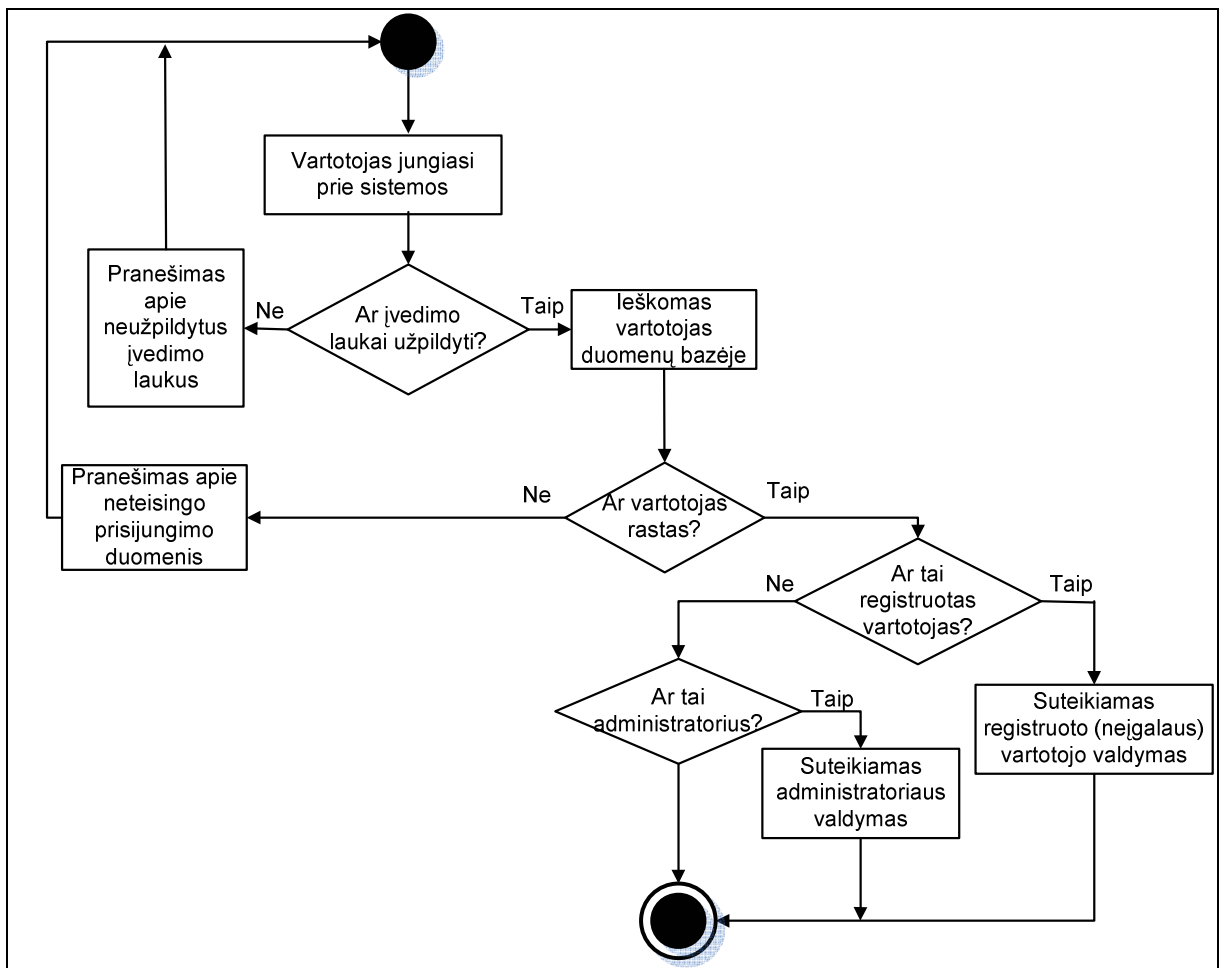 Vartotojas jungiasi
prie sistemos
Pranešimas
apie
neužpildytus
įvedimo
laukus
Ne
Ar įvedimo
laukai užpildyti?
Taip
Ieškomas
vartotojas
duomenų bazėje
Pranešimas apie
neteisingo
prisijungimo
duomenis
Ne
Ar vartotojas
rastas?
Taip
Ne
Ar tai
registruotas
vartotojas?
Taip
Ar tai
administratorius?
Taip
Suteikiamas
administratoriaus
valdymas
Suteikiamas
registruoto (neįgalaus)
vartotojo valdymas